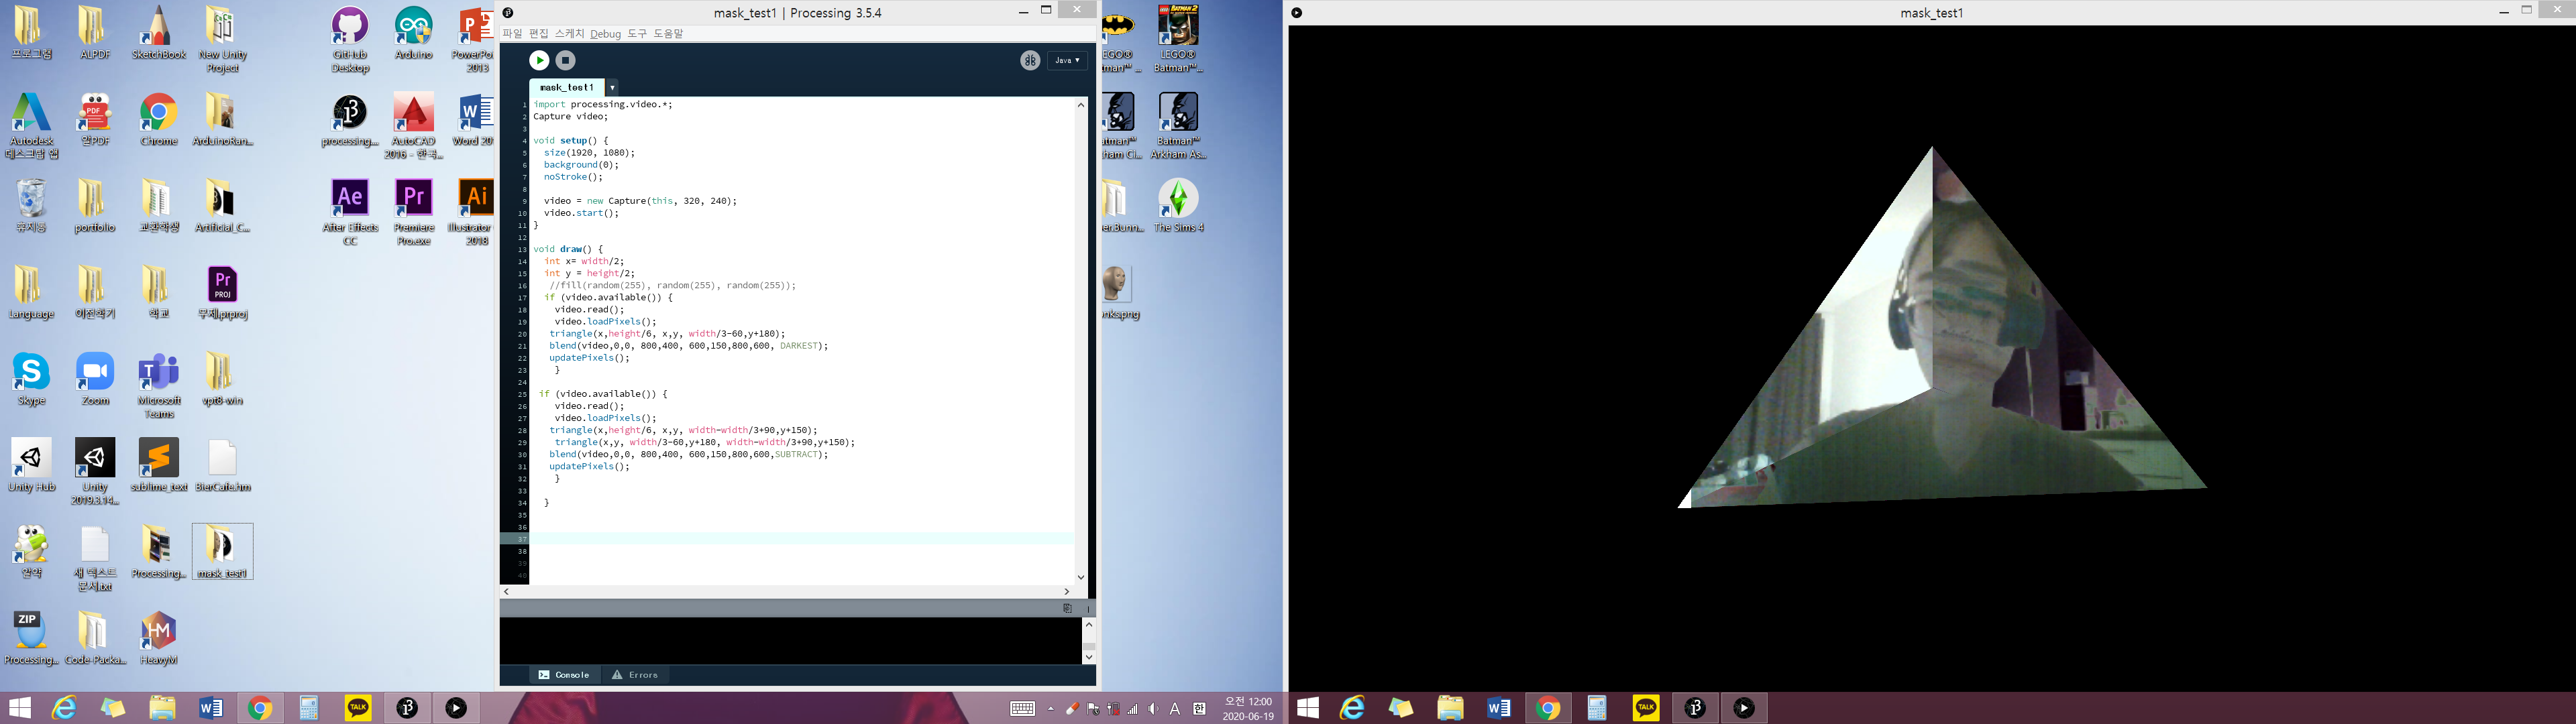 프로그램
ALPDF
SketchBook
New Unity
Project
GitHub
Desktop
Arduino
PowerPoi
2013
Autodesk
데스크탑 앱
알PDF
Chrome
ArduinoRan...
processing...
AutoCAD
2016 - 한국...
Word 20
휴지통
portfolio
교환학생
Artificial_C...
After Effects
CC
Premiere
Pro.exe
Illustrator
2018
Language
이전학기
학교
무제.prproj
Skype
Zoom
Microsoft
Teams
vpt8-win
Unity Hub
Unity
2019.3.14...
sublime_text
BierCafe.hm
알약
새 텍스트
문서.txt
Processing...
mask_test1
Processing...
Code-Packa...
HeavyM
mask_test1 | Processing 3.5.4
파일 편집 스케치 Debug 도구 도움말
Java
mask_test1
1 import processing.video.*;
2 Capture video;
3
4 void setup() {
5 size(1920, 1080);
6 background(0);
7 noStroke();
8
9 video = new Capture(this, 320, 240);
10 video.start();
11 }
12
13 void draw() {
14 int x= width/2;
15 int y = height/2;
16 //fill(random(255), random(255), random(255));
17 if (video.available()) {
18 video.read();
19 video.loadPixels();
20 triangle(x,height/6, x,y, width/3-60,y+180);
21 blend(video,0,0, 800,400, 600,150,800,600, DARKEST);
22 updatePixels();
23 }
24
25 if (video.available()) {
26 video.read();
27 video.loadPixels();
28 triangle(x,height/6, x,y, width-width/3+90,y+150);
29 triangle(x,y, width/3-60,y+180, width-width/3+90,y+150);
30 blend(video,0,0, 800,400, 600,150,800,600,SUBTRACT);
31 updatePixels();
32 }
33
34 }
35
36
37
38
39
40
Console
Errors
EGO®
tman™ ...
LEGO®
Batman™...
atman™
ham Ci...
Batman™
Arkham As...
er.Bunn...
The Sims 4
nks.png
A
한
오전 12:00
2020-06-19
mask_test1